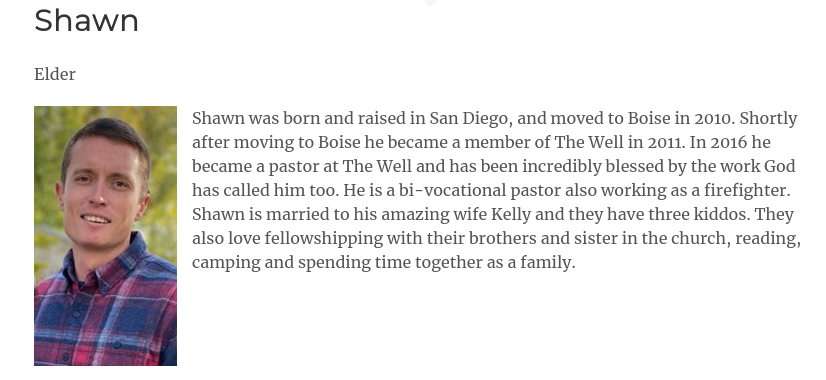 Shawn
Elder
Shawn was born and raised in San Diego, and moved to Boise in 2010. Shortly
after moving to Boise he became a member of The Well in 2011. In 2016 he
became a pastor at The Well and has been incredibly blessed by the work God
has called him too. He is a bi-vocational pastor also working as a firefighter.
Shawn is married to his amazing wife Kelly and they have three kiddos. They
also love fellowshipping with their brothers and sister in the church, reading,
camping and spending time together as a family.